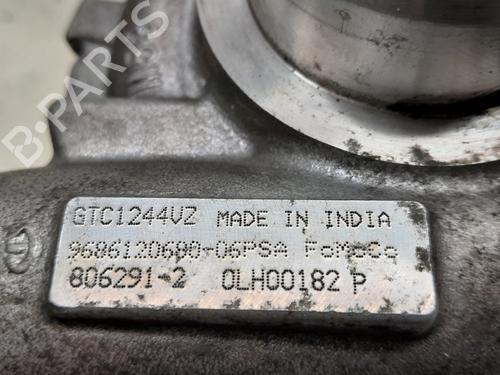 B-PARTS
GTC1244VZ MADE IN INDIA
9686120680-06PSA FoMoCo
806291-2 0LH00182 P